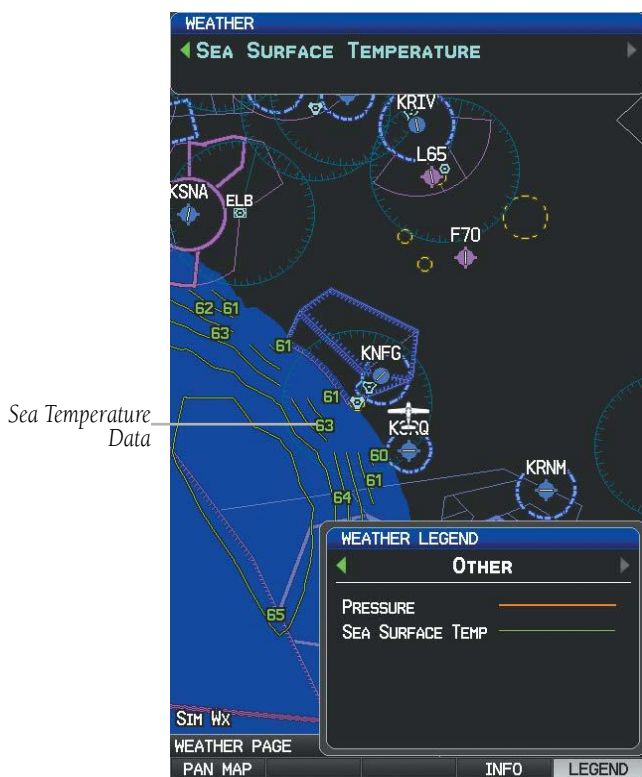 WEATHER
SEA SURFACE TEMPERATURE
KRIV
L65
KSNA
ELB
F70
62 61
63
61
KNFG
61
Sea Temperature
Data
63
60
61
KRNM
64
65
WEATHER LEGEND
OTHER
PRESSURE
SEA SURFACE TEMP
SIM WX
WEATHER PAGE
PAN MAP INFO LEGEND